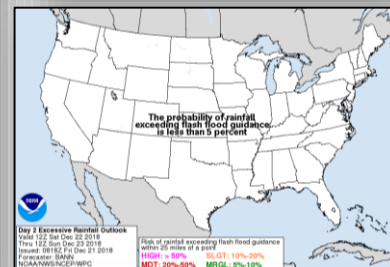 The probability of rainfall
exceeding flash flood guidance
is less than 5 percent
noaa
Day 2 Excessive Rainfall Outlook
Valid 12Z Sat Dec 22 2018
Thru 12Z Sun Dec 23 2018
Issued: 0818Z Fri Dec 21 2018
Forecaster: BANN
NOAA/NWS/NCEP/WPC
Risk of rainfall exceeding flash flood guidance
within 25 miles of a point
HIGH: > 50% SLGT: 10%-20%
MDT: 20%-50% MRGL: 5%-10%